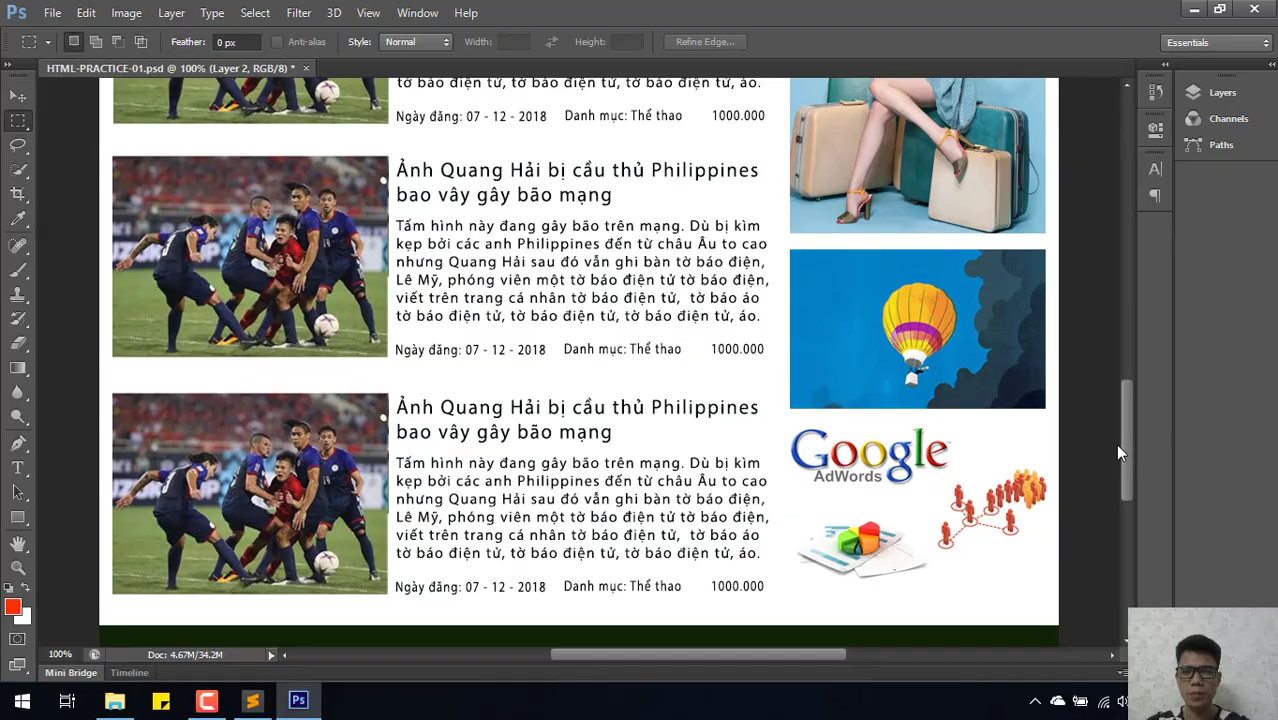 Ps File Edit Image Layer Type Select Filter 3D View Window Help
Feather: 0 px Anti-alias Style: Normal Width: Height: Refine Edge... Essentials
HTML-PRACTICE-01.psd @ 100% (Layer 2, RGB/8) * ×
tờ báo điện tử, tờ báo điện tử, tờ báo điện tử, áo.
Ngày đăng: 07 - 12 - 2018 Danh mục: Thể thao 1000.000
Ảnh Quang Hải bị cầu thủ Philippines
bao vây gây bão mạng
Tấm hình này đang gây bão trên mạng. Dù bị kìm
kẹp bởi các anh Philippines đến từ châu Âu to cao
nhưng Quang Hải sau đó vẫn ghi bàn tờ báo điện,
Lê Mỹ, phóng viên một tờ báo điện tử tờ báo điện,
viết trên trang cá nhân tờ báo điện tử, tờ báo áo
tờ báo điện tử, tờ báo điện tử, tờ báo điện tử, áo.
Ngày đăng: 07 - 12 - 2018 Danh mục: Thể thao 1000.000
Ảnh Quang Hải bị cầu thủ Philippines
bao vây gây bão mạng
Tấm hình này đang gây bão trên mạng. Dù bị kìm
kẹp bởi các anh Philippines đến từ châu Âu to cao
nhưng Quang Hải sau đó vẫn ghi bàn tờ báo điện,
Lê Mỹ, phóng viên một tờ báo điện tử tờ báo điện,
viết trên trang cá nhân tờ báo điện tử, tờ báo áo
tờ báo điện tử, tờ báo điện tử, tờ báo điện tử, áo.
Ngày đăng: 07 - 12 - 2018 Danh mục: Thể thao 1000.000
Google
AdWords
Layers
Channels
Paths
100% Doc: 4.67M/34.2M
Mini Bridge Timeline
Ps